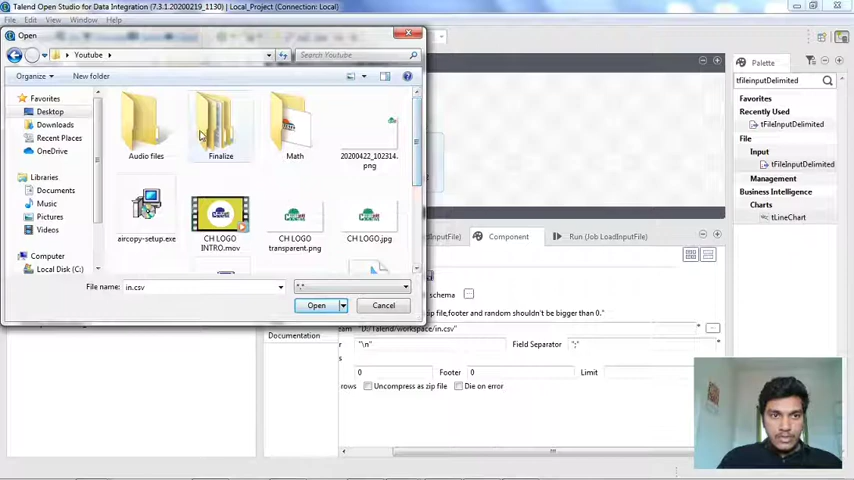 Talend Open Studio for Data Integration (7.3.1.20200219_1130) | Local_Project (Connection: Local)
File Edit View Window Help
Open
Youtube
Search Youtube
Organize
New folder
Favorites
Desktop
Downloads
Recent Places
OneDrive
Libraries
Documents
Music
Pictures
Videos
Computer
Local Disk (C:)
Audio files
Finalize
Math
20200422_102314.
png
aircopy-setup.exe
CH LOGO
INTRO.mov
CH LOGO
transparent.png
CH LOGO.jpg
File name:
in.csv
*.*
Open
Cancel
Palette
tfileinputDelimited
Favorites
Recently Used
tFileInputDelimited
File
Input
tFileInputDelimited
Management
Business Intelligence
Charts
tLineChart
Component
Run (Job LoadInputFile)
schema
zip file,footer and random shouldn't be bigger than 0."
"D:/Talend/workspace/in.csv"
"\n"
Field Separator
";"
0
Footer
0
Limit
rows
Uncompress as zip file
Die on error
Documentation